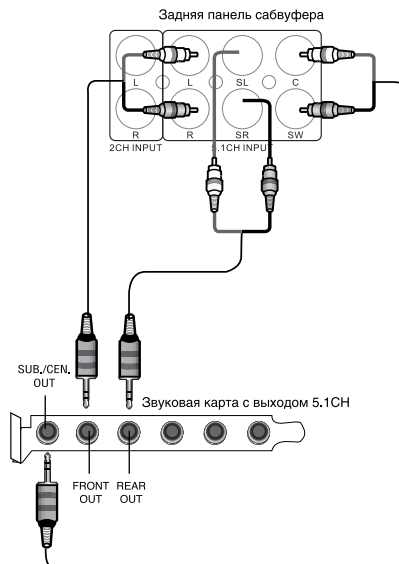 Задняя панель сабвуфера
L L SL C
R R SR SW
2CH INPUT 5.1CH INPUT
SUB./CEN.
OUT
Звуковая карта с выходом 5.1CH
FRONT REAR
OUT OUT